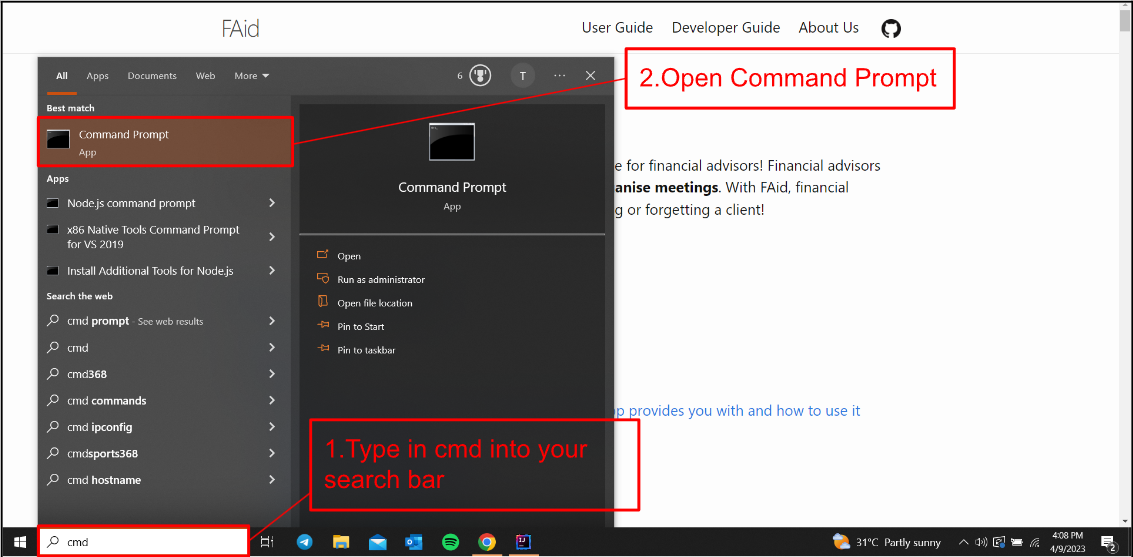 FAid
User Guide Developer Guide About Us
All Apps Documents Web More 6 T ...
2.Open Command Prompt
Best match
Command Prompt
App
Command Prompt
App
Apps
Node.js command prompt
x86 Native Tools Command Prompt
for VS 2019
Install Additional Tools for Node.js
Search the web
cmd prompt - See web results
cmd
cmd368
cmd commands
cmd ipconfig
cmdsports368
cmd hostname
Open
Run as administrator
Open file location
Pin to Start
Pin to taskbar
e for financial advisors! Financial advisors
anise meetings. With FAid, financial
g or forgetting a client!
p provides you with and how to use it
1.Type in cmd into your
search bar
cmd
31°C Partly sunny
4:08 PM
4/9/2023
2